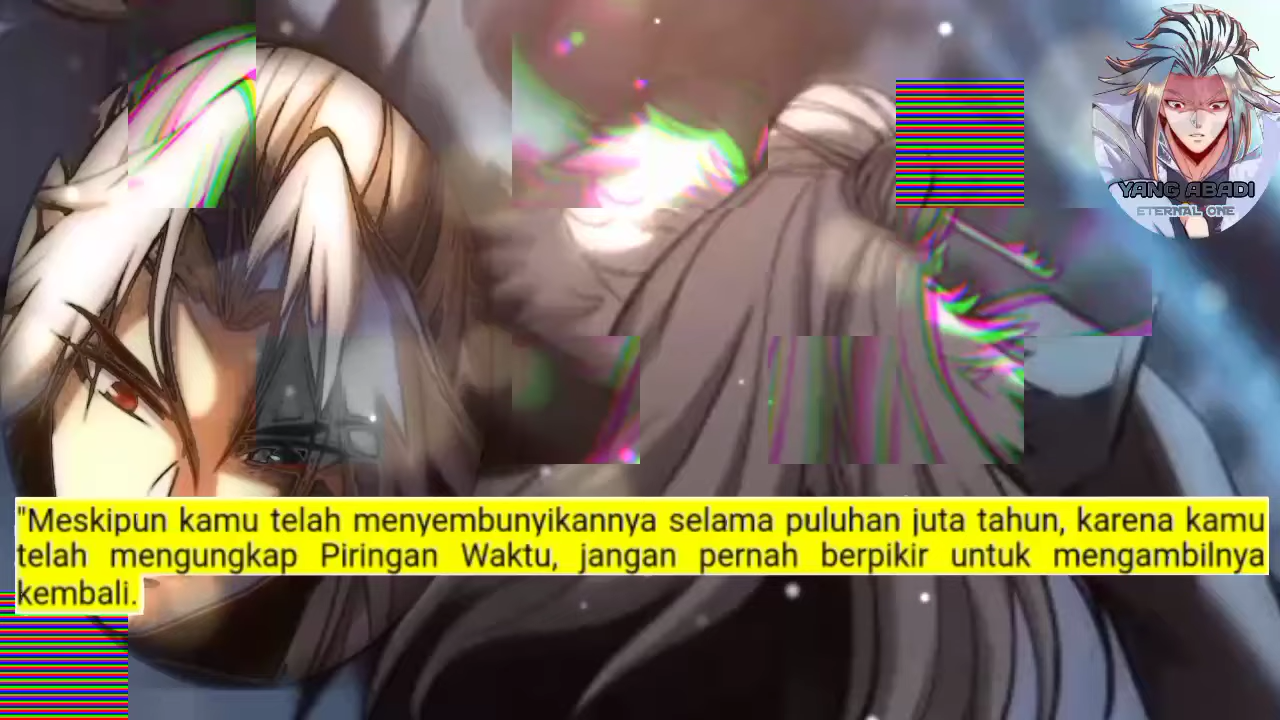 YANG ABADI
ETERNAL ONE
"Meskipun kamu telah menyembunyikannya selama puluhan juta tahun, karena kamu
telah mengungkap Piringan Waktu, jangan pernah berpikir untuk mengambilnya
kembali.